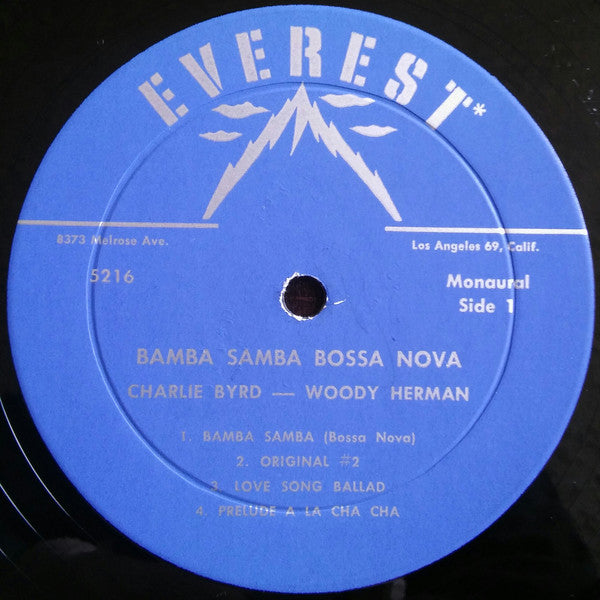 EVEREST*
8373 Melrose Ave.
Los Angeles 69, Calif.
5216
Monaural
Side 1
BAMBA SAMBA BOSSA NOVA
CHARLIE BYRD — WOODY HERMAN
1. BAMBA SAMBA (Bossa Nova)
2. ORIGINAL #2
3. LOVE SONG BALLAD
4. PRELUDE A LA CHA CHA